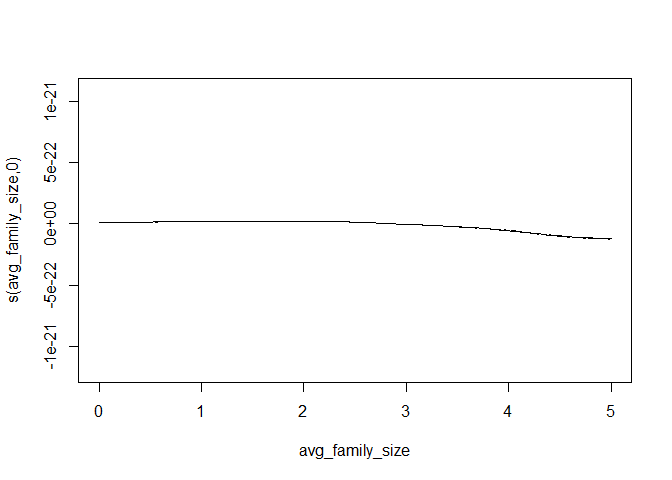 1e-21
5e-22
0e+00
-5e-22
-1e-21
s(avg_family_size,0)
0 1 2 3 4 5
avg_family_size